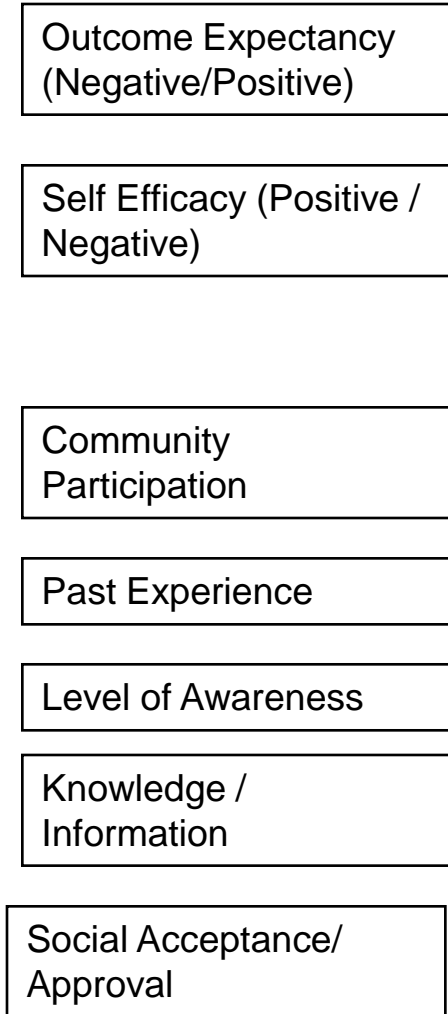 Outcome Expectancy
(Negative/Positive)
Self Efficacy (Positive /
Negative)
Community
Participation
Past Experience
Level of Awareness
Knowledge /
Information
Social Acceptance/
Approval